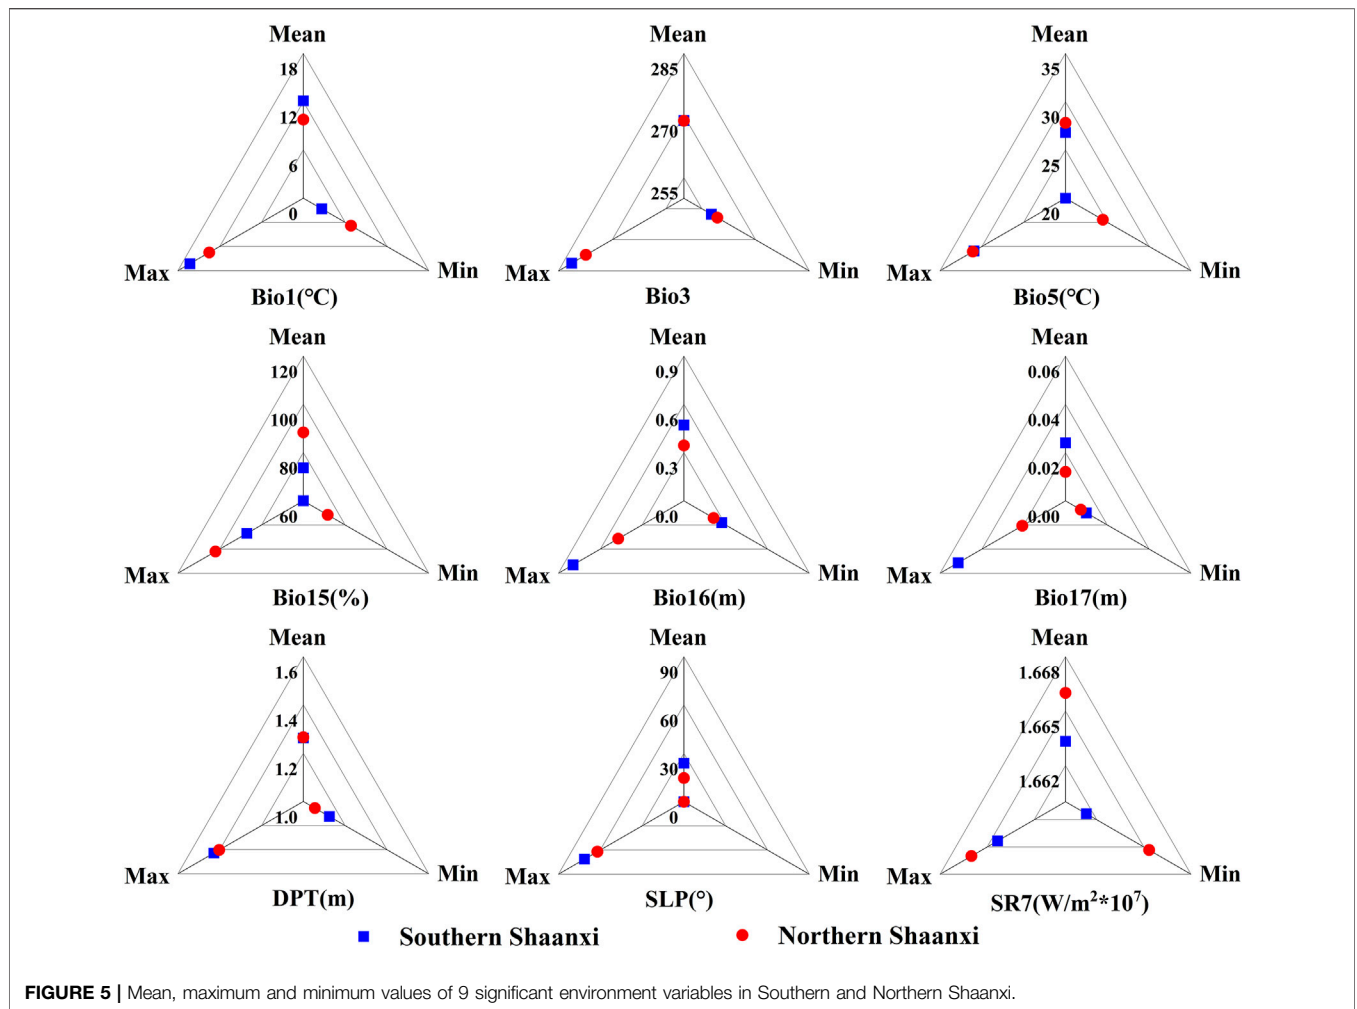 Mean Mean Mean
18 285 35
12 270 30
6 25
0 255 20
Max Min Max Min Max Min
Bio1(°C) Bio3 Bio5(°C)
Mean Mean Mean
120 0.9 0.06
100 0.6 0.04
80 0.3 0.02
60 0.0 0.00
Max Min Max Min Max Min
Bio15(%) Bio16(m) Bio17(m)
Mean Mean Mean
1.6 90 1.668
1.4 60 1.665
1.2 30 1.662
1.0 0
Max Min Max Min Max Min
DPT(m) SLP(°) SR7(W/m²*10⁷)
Southern Shaanxi Northern Shaanxi
FIGURE 5 | Mean, maximum and minimum values of 9 significant environment variables in Southern and Northern Shaanxi.